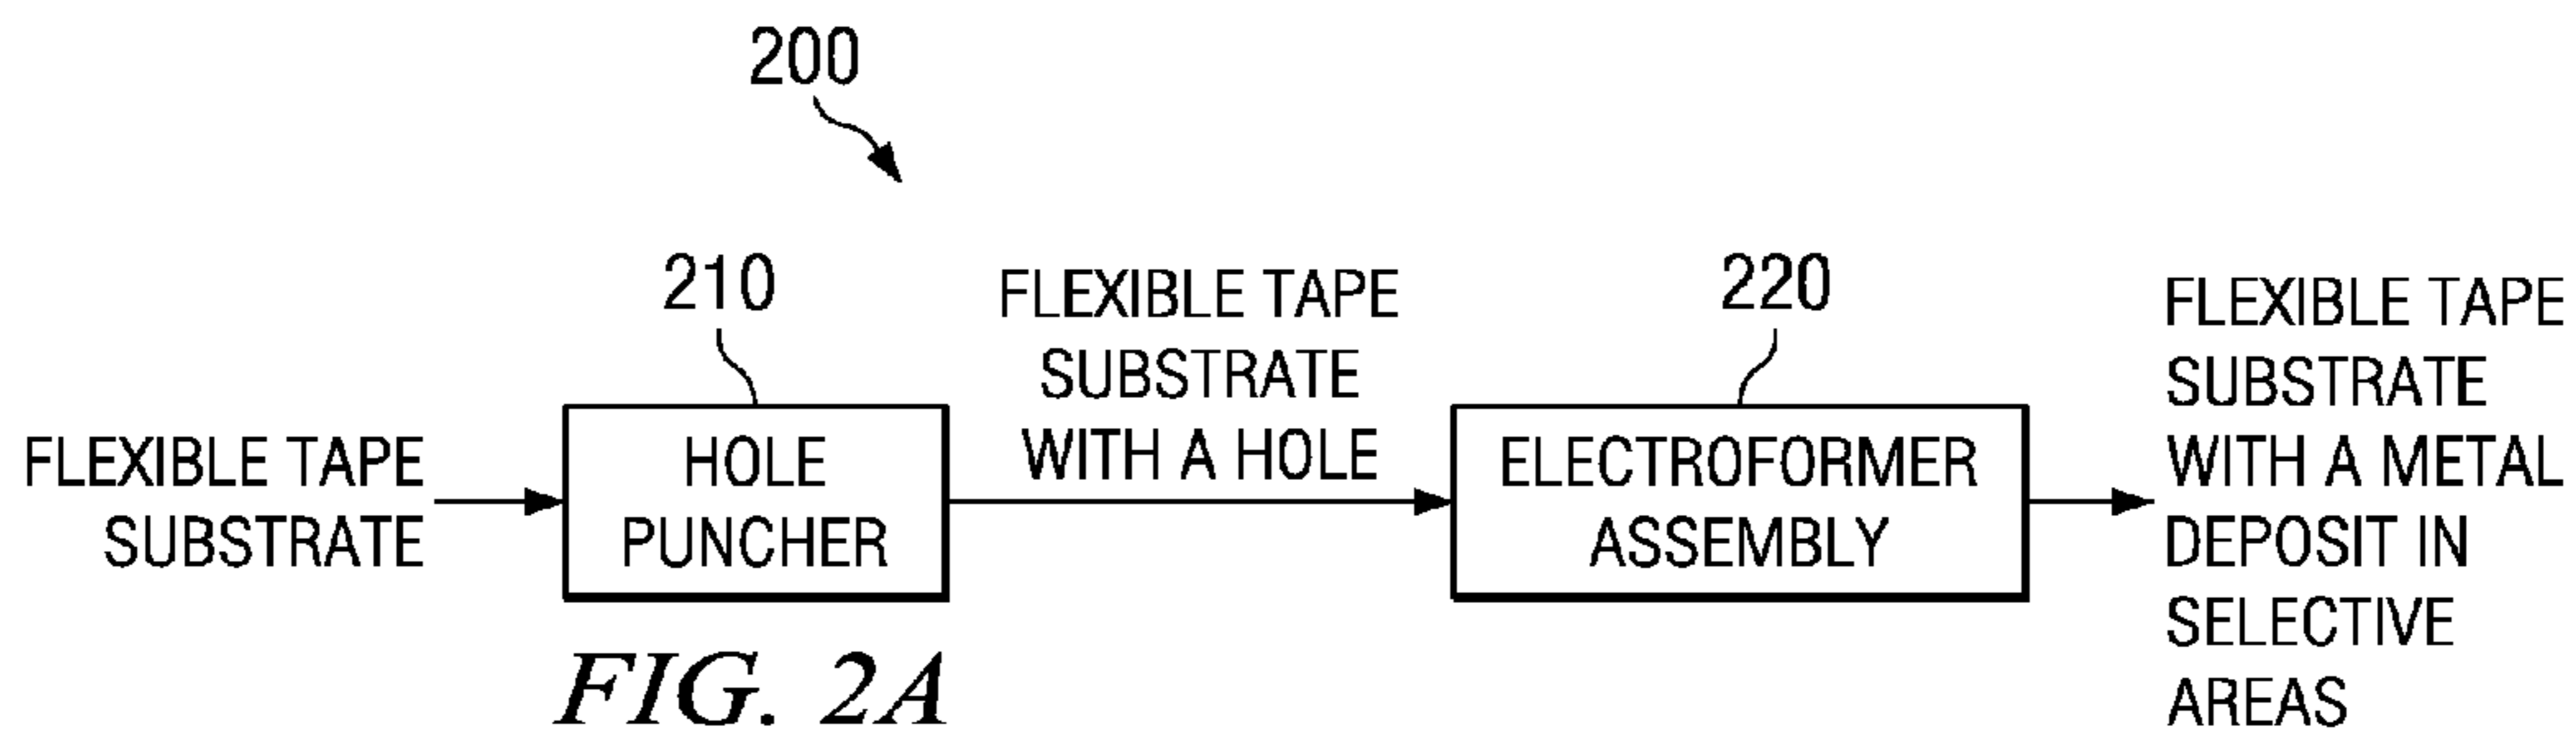 200
FLEXIBLE TAPE
SUBSTRATE
210
HOLE
PUNCHER
FLEXIBLE TAPE
SUBSTRATE
WITH A HOLE
220
ELECTROFORMER
ASSEMBLY
FLEXIBLE TAPE
SUBSTRATE
WITH A METAL
DEPOSIT IN
SELECTIVE
AREAS
FIG. 2A